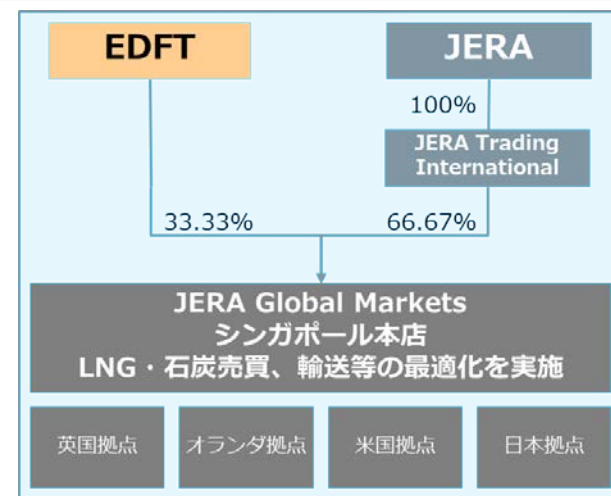 EDFT
JERA
100%
JERA Trading
International
33.33%
66.67%
JERA Global Markets
シンガポール本店
LNG・石炭売買、輸送等の最適化を実施
英国拠点
オランダ拠点
米国拠点
日本拠点